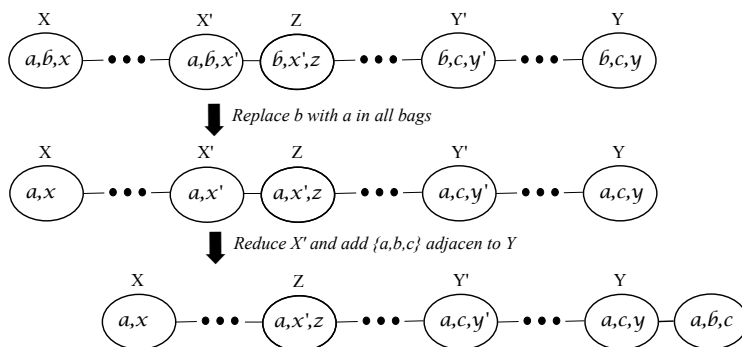 X X' Z Y' Y
a,b,x ••• a,b,x' b,x',z ••• b,c,y' ••• b,c,y
Replace b with a in all bags
X X' Z Y' Y
a,x ••• a,x' a,x',z ••• a,c,y' ••• a,c,y
Reduce X' and add {a,b,c} adjacen to Y
X Z Y' Y
a,x ••• a,x',z ••• a,c,y' ••• a,c,y a,b,c